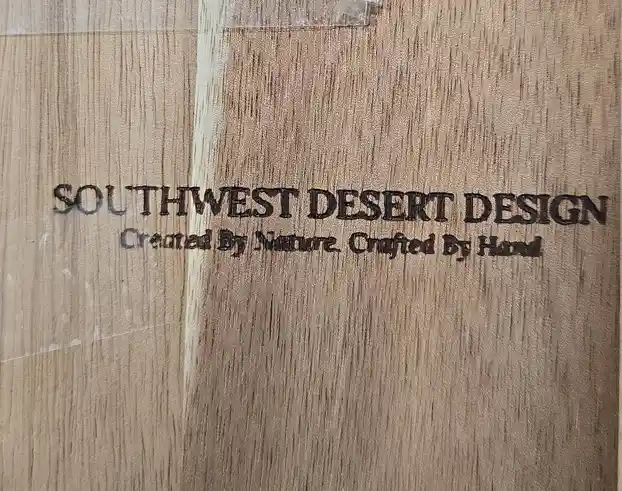 SOUTHWEST DESERT DESIGN
Created By Nature. Crafted By Hand